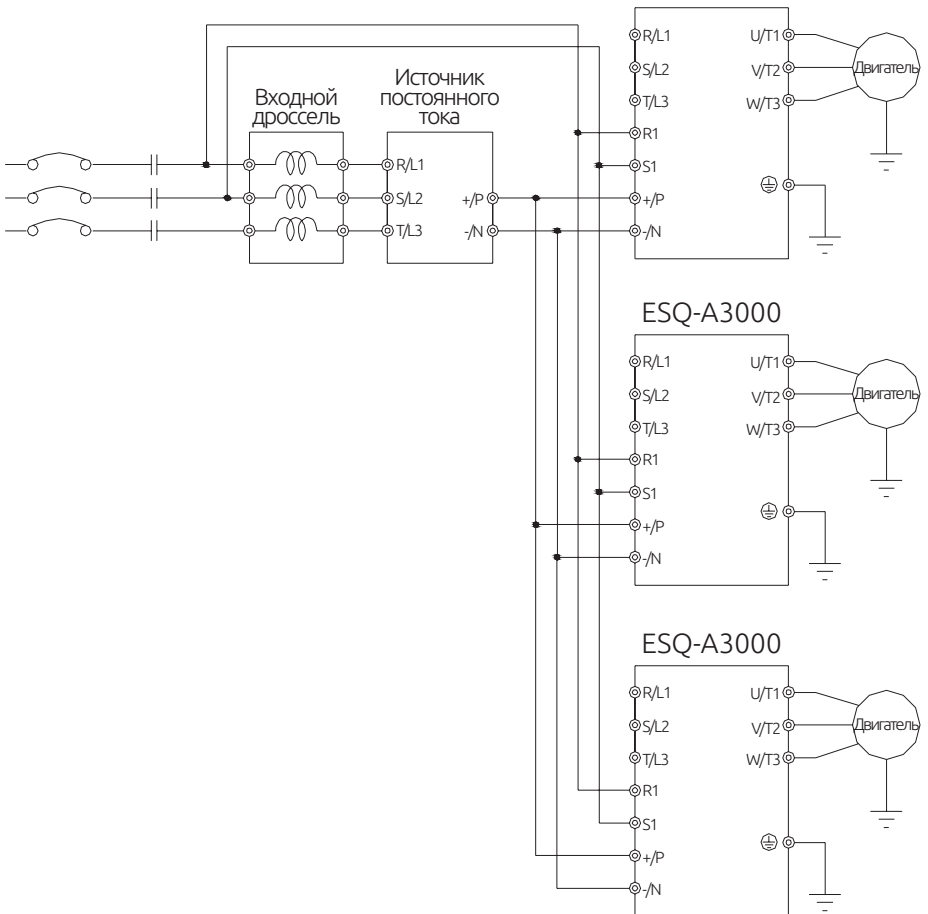 Входной
дроссель
Источник
постоянного
тока
R/L1
S/L2
T/L3
+/P
-/N
R/L1
S/L2
T/L3
R1
S1
+/P
-/N
U/T1
V/T2
W/T3
Двигатель
ESQ-A3000
R/L1
S/L2
T/L3
R1
S1
+/P
-/N
U/T1
V/T2
W/T3
Двигатель
ESQ-A3000
R/L1
S/L2
T/L3
R1
S1
+/P
-/N
U/T1
V/T2
W/T3
Двигатель